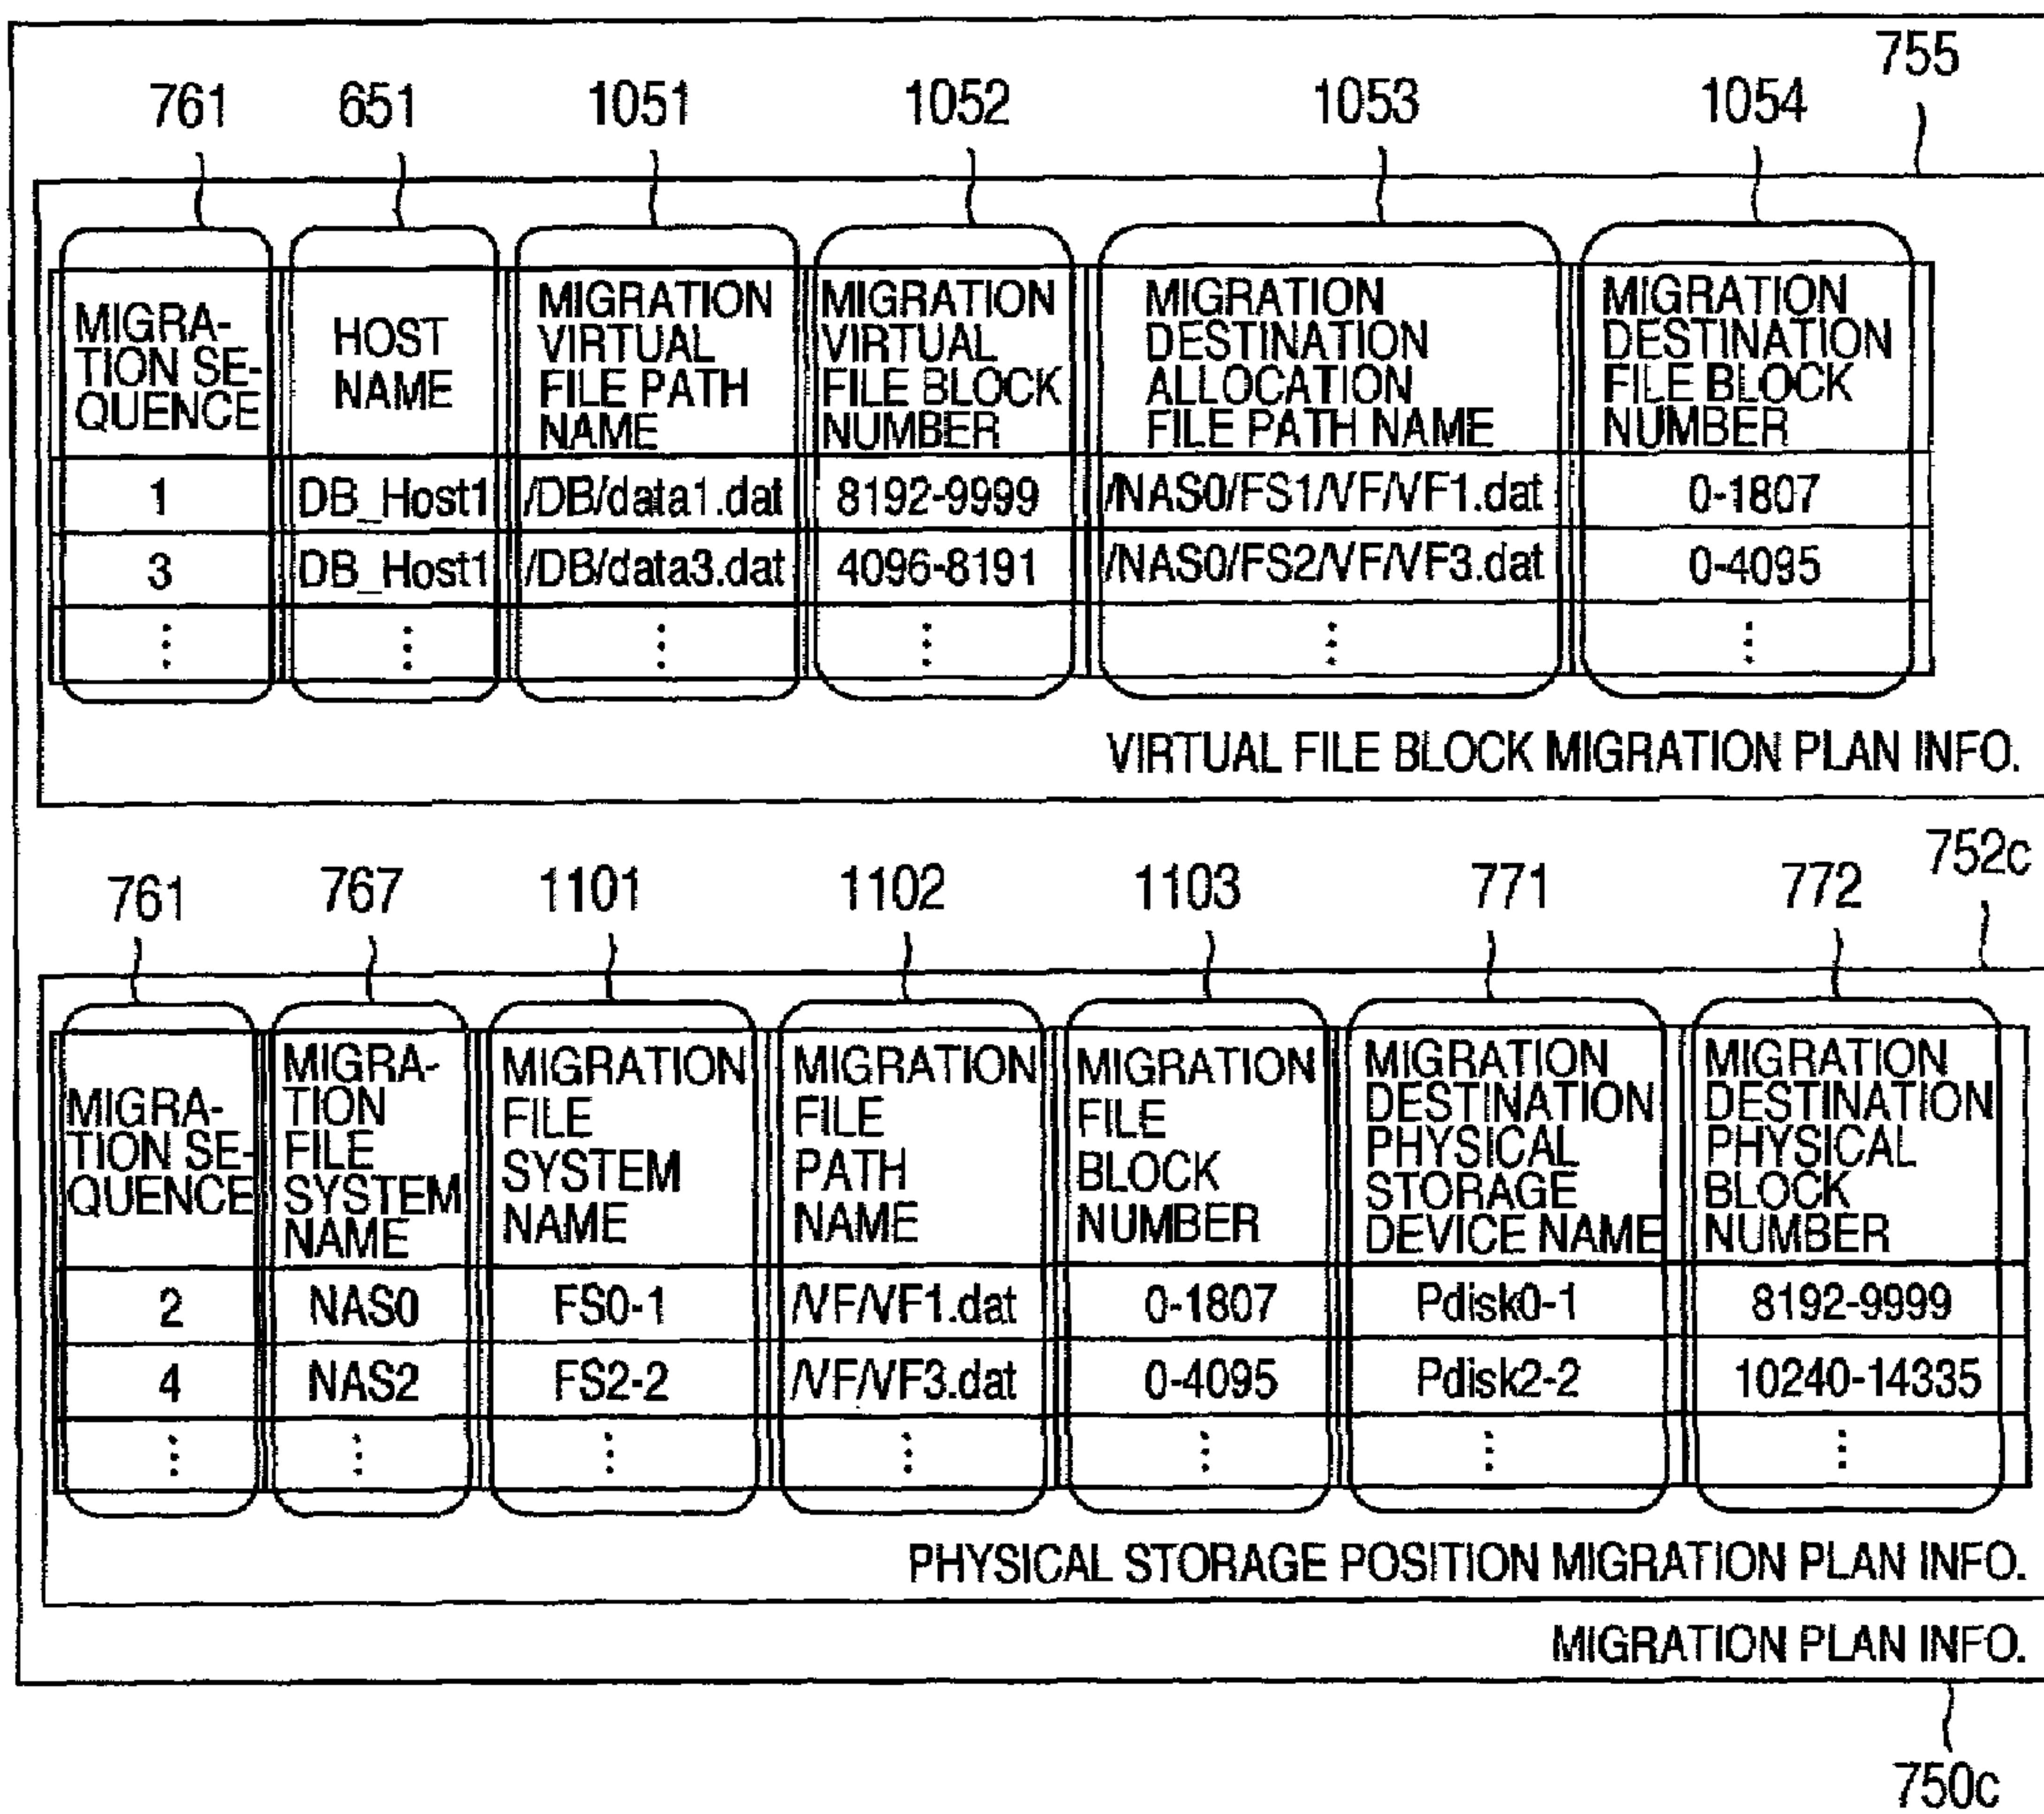 755
761 651 1051 1052 1053 1054
MIGRA-
TION SE-
QUENCE
HOST
NAME
MIGRATION
VIRTUAL
FILE PATH
NAME
MIGRATION
VIRTUAL
FILE BLOCK
NUMBER
MIGRATION
DESTINATION
ALLOCATION
FILE PATH NAME
MIGRATION
DESTINATION
FILE BLOCK
NUMBER
1 DB_Host1 /DB/data1.dat 8192-9999 /NAS0/FS1/VF/VF1.dat 0-1807
3 DB_Host1 /DB/data3.dat 4096-8191 /NAS0/FS2/VF/VF3.dat 0-4095
VIRTUAL FILE BLOCK MIGRATION PLAN INFO.
752c
761 767 1101 1102 1103 771 772
MIGRA-
TION SE-
QUENCE
MIGRA-
TION
FILE
SYSTEM
NAME
MIGRATION
FILE
SYSTEM
NAME
MIGRATION
FILE
PATH
NAME
MIGRATION
FILE
BLOCK
NUMBER
MIGRATION
DESTINATION
PHYSICAL
STORAGE
DEVICE NAME
MIGRATION
DESTINATION
PHYSICAL
BLOCK
NUMBER
2 NAS0 FS0-1 /VF/VF1.dat 0-1807 Pdisk0-1 8192-9999
4 NAS2 FS2-2 /VF/VF3.dat 0-4095 Pdisk2-2 10240-14335
PHYSICAL STORAGE POSITION MIGRATION PLAN INFO.
MIGRATION PLAN INFO.
750c